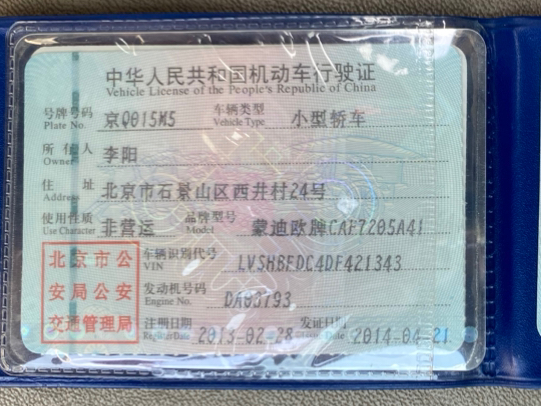 中华人民共和国机动车行驶证
Vehicle License of the People's Republic of China
号牌号码 Plate No. 京Q015M5 车辆类型 Vehicle Type 小型轿车
所有人 Owner 李阳
住址 Address 北京市石景山区西井村24号
使用性质 Use Character 非营运 品牌型号 Model 蒙迪欧牌CAF7205A41
车辆识别代号 VIN LVSHBFDC4DF421343
发动机号码 Engine No. DA03793
注册日期 Register Date 2013-02-28 发证日期 Issue Date 2014-04-21
北京市公
安局公安
交通管理局